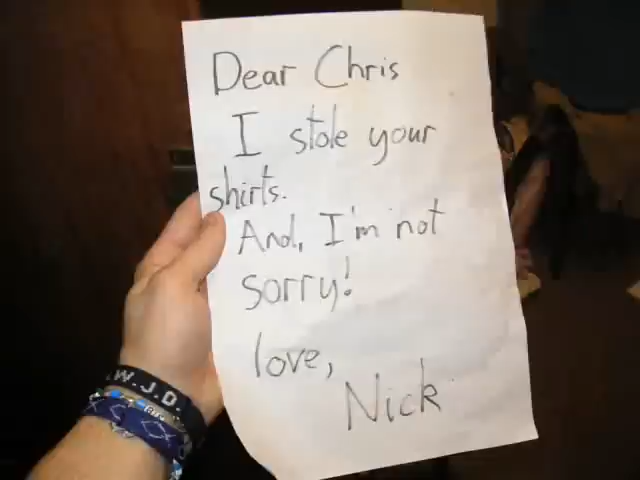 Dear Chris
I stole your
shirts.
And, I'm not
sorry!
love,
Nick
W.J.D.